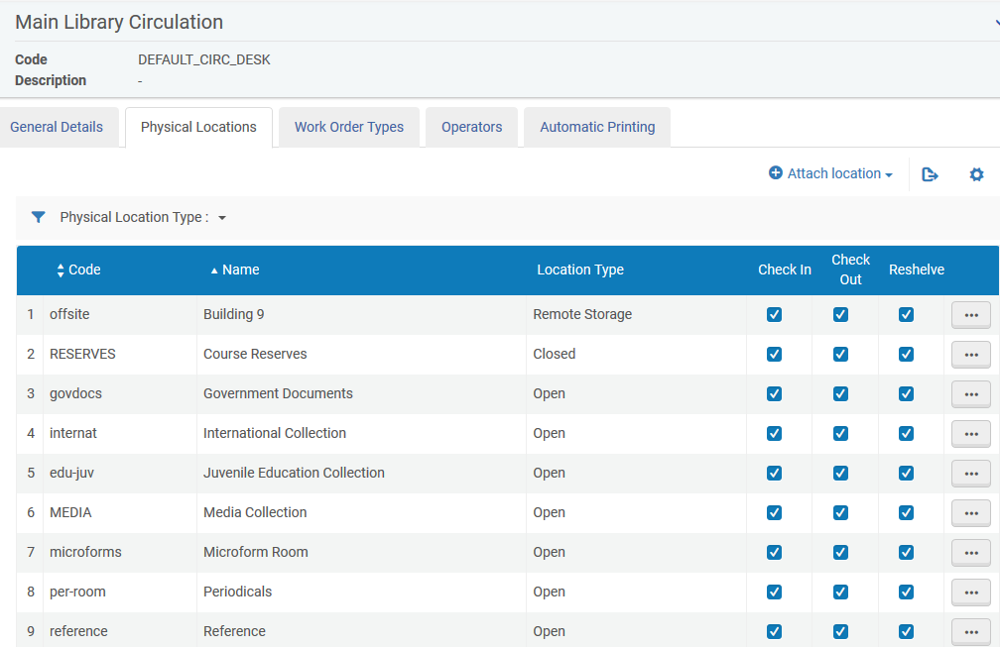 Main Library Circulation
Code DEFAULT_CIRC_DESK
Description -
General Details Physical Locations Work Order Types Operators Automatic Printing
Attach location
Physical Location Type :
Code Name Location Type Check In Check Out Reshelve
1 offsite Building 9 Remote Storage
2 RESERVES Course Reserves Closed
3 govdocs Government Documents Open
4 internat International Collection Open
5 edu-juv Juvenile Education Collection Open
6 MEDIA Media Collection Open
7 microforms Microform Room Open
8 per-room Periodicals Open
9 reference Reference Open